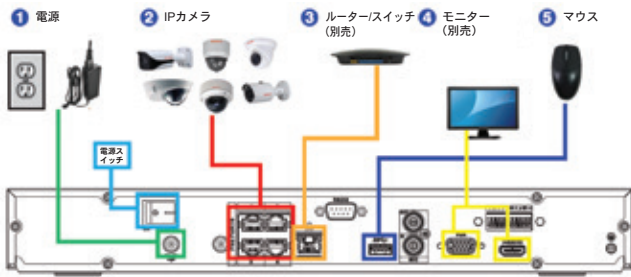 1 電源
2 IPカメラ
3 ルーター/スイッチ
(別売)
4 モニター
(別売)
5 マウス
電源ス
イッチ